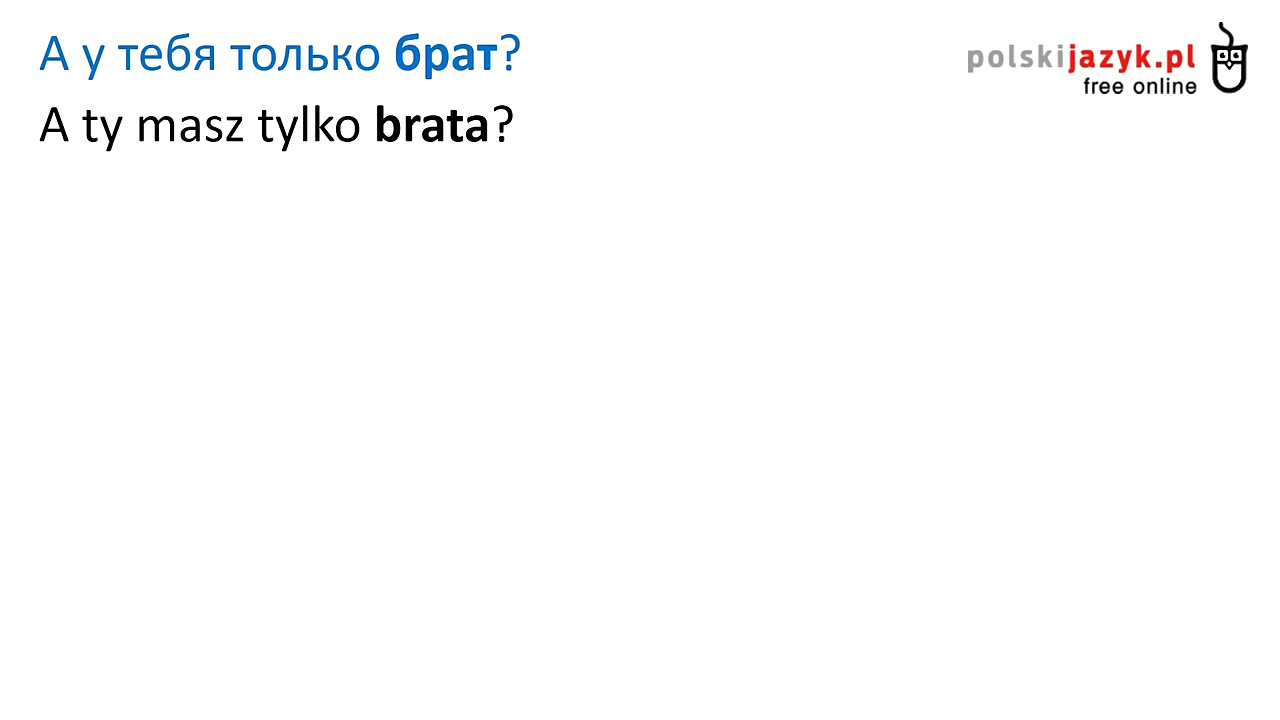 А у тебя только брат?
A ty masz tylko brata?
polskijazyk.pl
free online